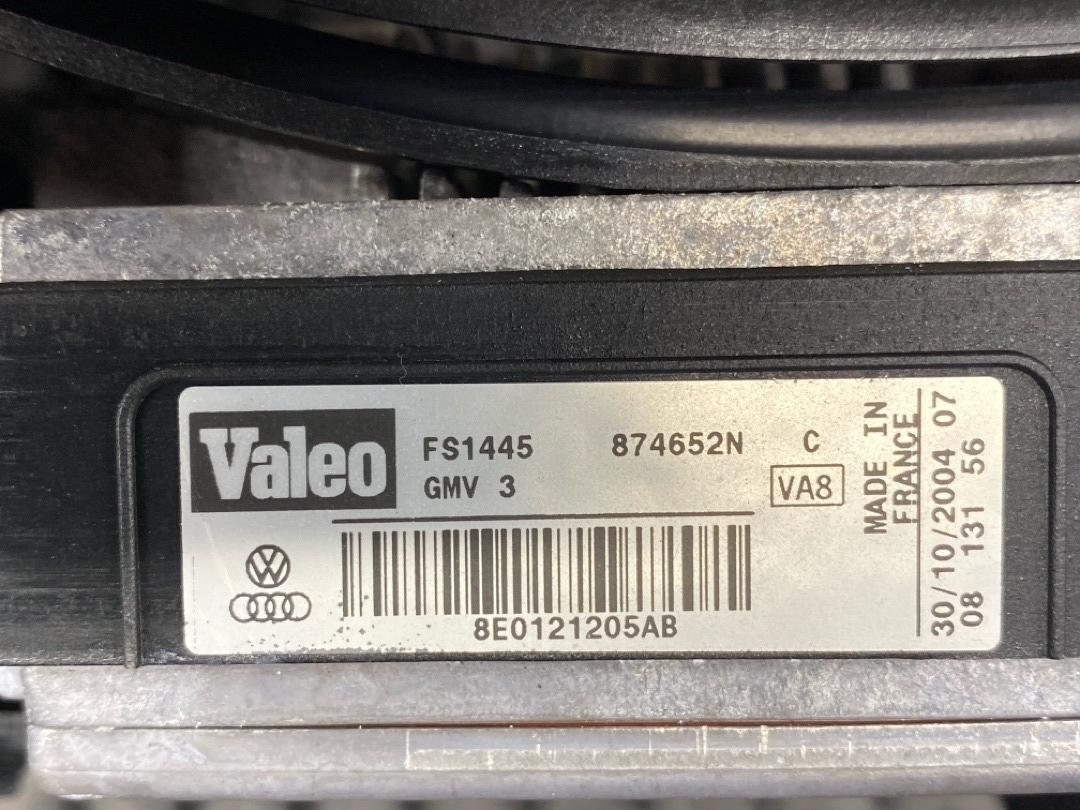 Valeo
FS1445 874652N C
GMV 3 VA8
8E0121205AB
MADE IN
FRANCE
30/10/2004 07
08 131 56